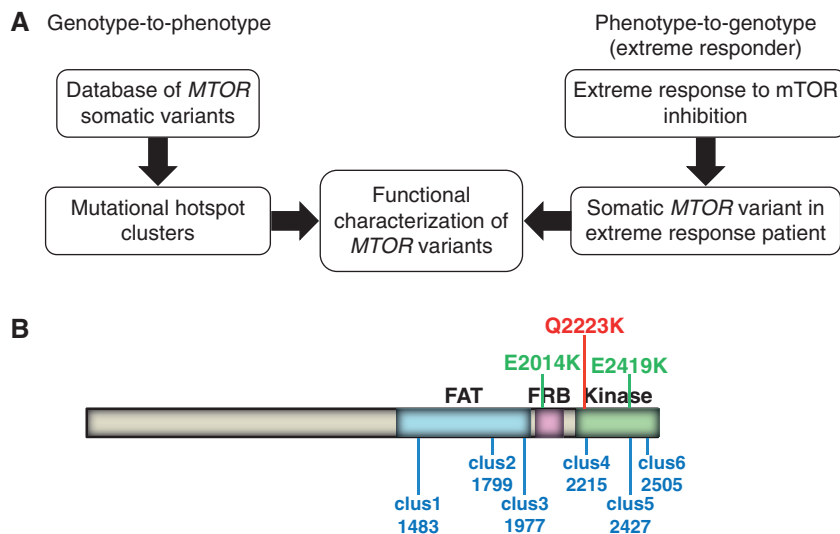 A
Genotype-to-phenotype
Phenotype-to-genotype
(extreme responder)
Database of MTOR
somatic variants
Extreme response to mTOR
inhibition
Mutational hotspot
clusters
Functional
characterization of
MTOR variants
Somatic MTOR variant in
extreme response patient
B
Q2223K
E2014K
E2419K
FAT
FRB
Kinase
clus1
1483
clus2
1799
clus3
1977
clus4
2215
clus5
2427
clus6
2505